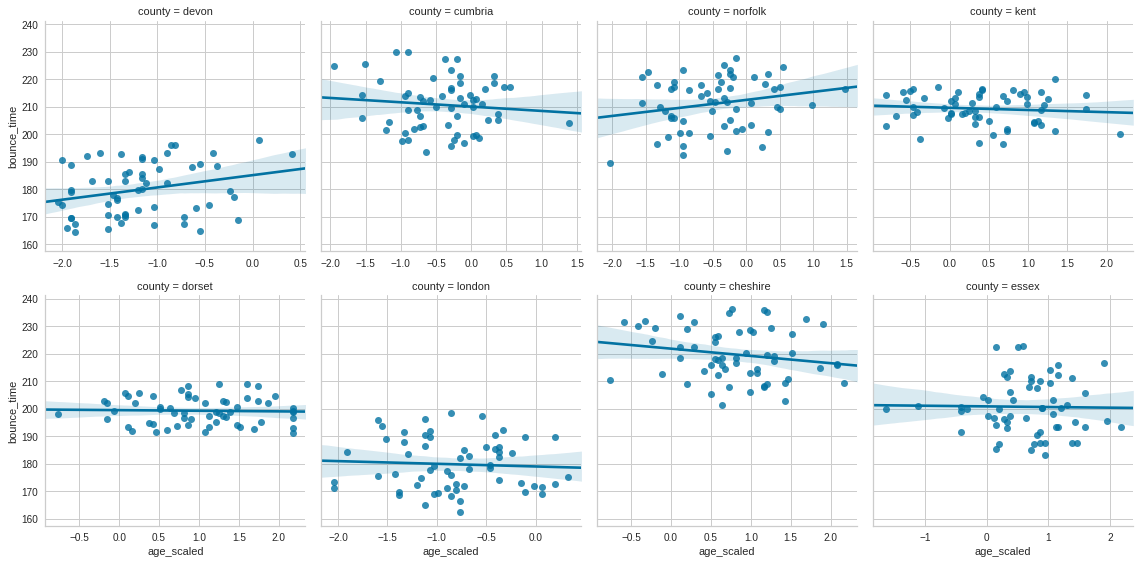 county = devon county = cumbria county = norfolk county = kent
240
230
220
210
200
190
180
170
160
bounce_time
−2.0 −1.5 −1.0 −0.5 0.0 0.5 −2.0 −1.5 −1.0 −0.5 0.0 0.5 1.0 1.5 −2.0 −1.5 −1.0 −0.5 0.0 0.5 1.0 1.5 −0.5 0.0 0.5 1.0 1.5 2.0
county = dorset county = london county = cheshire county = essex
240
230
220
210
200
190
180
170
160
bounce_time
−0.5 0.0 0.5 1.0 1.5 2.0 −2.0 −1.5 −1.0 −0.5 0.0 −0.5 0.0 0.5 1.0 1.5 2.0 −1 0 1 2
age_scaled age_scaled age_scaled age_scaled